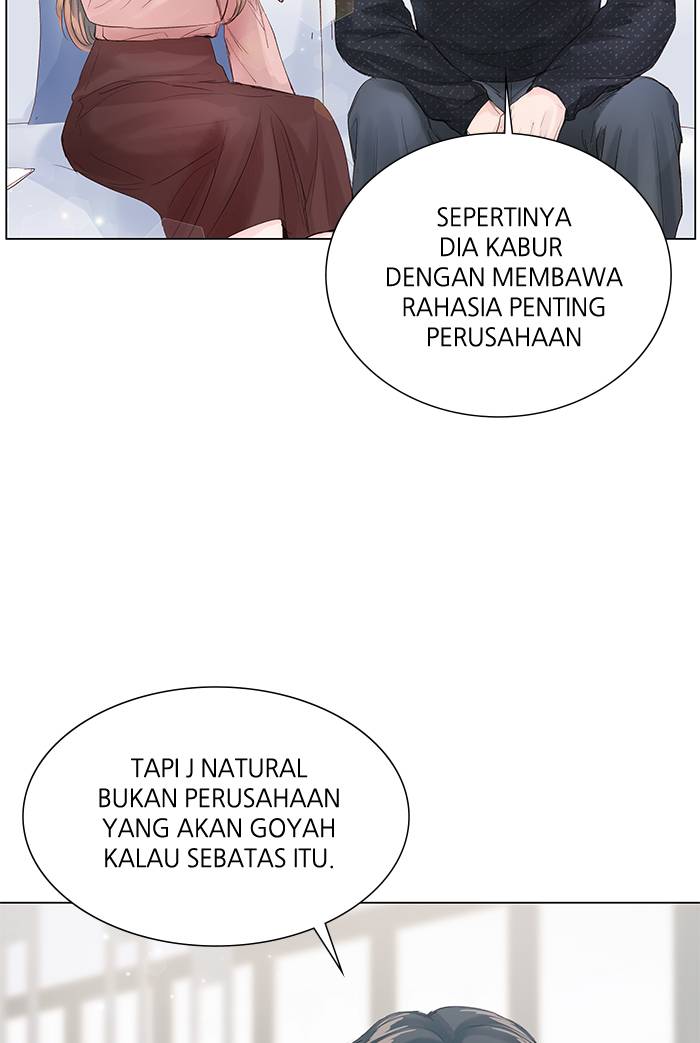 SEPERTINYA
DIA KABUR
DENGAN MEMBAWA
RAHASIA PENTING
PERUSAHAAN
TAPI J NATURAL
BUKAN PERUSAHAAN
YANG AKAN GOYAH
KALAU SEBATAS ITU.